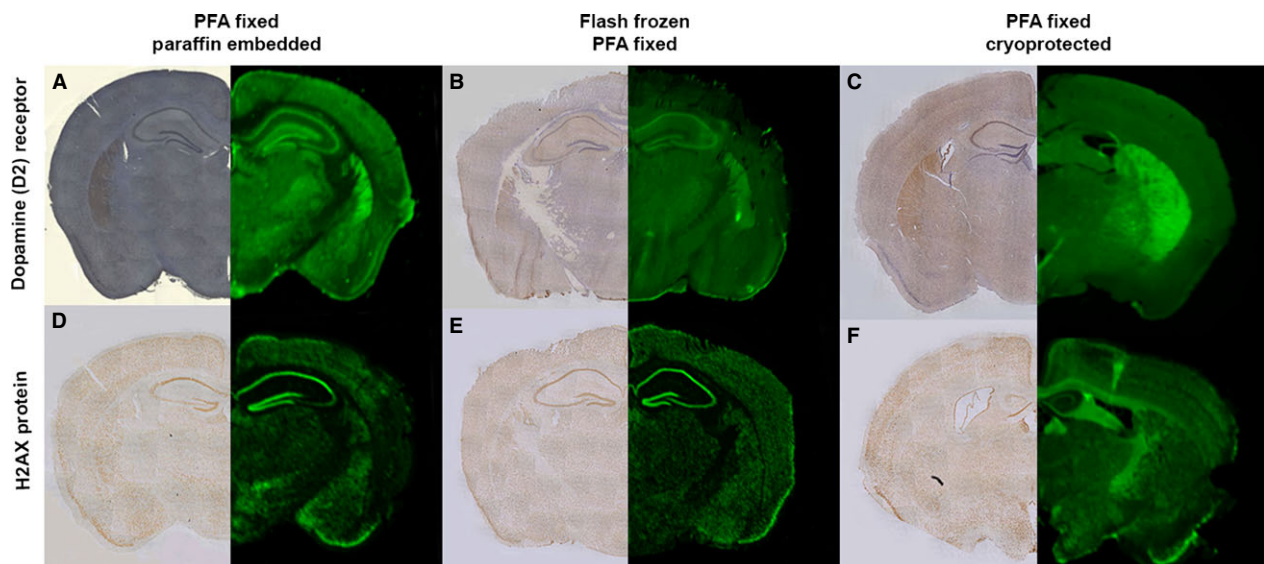 PFA fixed
paraffin embedded
Flash frozen
PFA fixed
PFA fixed
cryoprotected
Dopamine (D2) receptor
A
B
C
H2AX protein
D
E
F